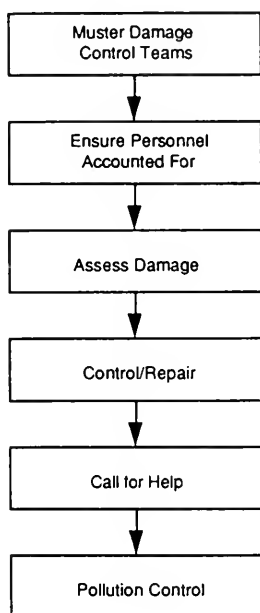 Muster Damage
Control Teams
Ensure Personnel
Accounted For
Assess Damage
Control/Repair
Call for Help
Pollution Control